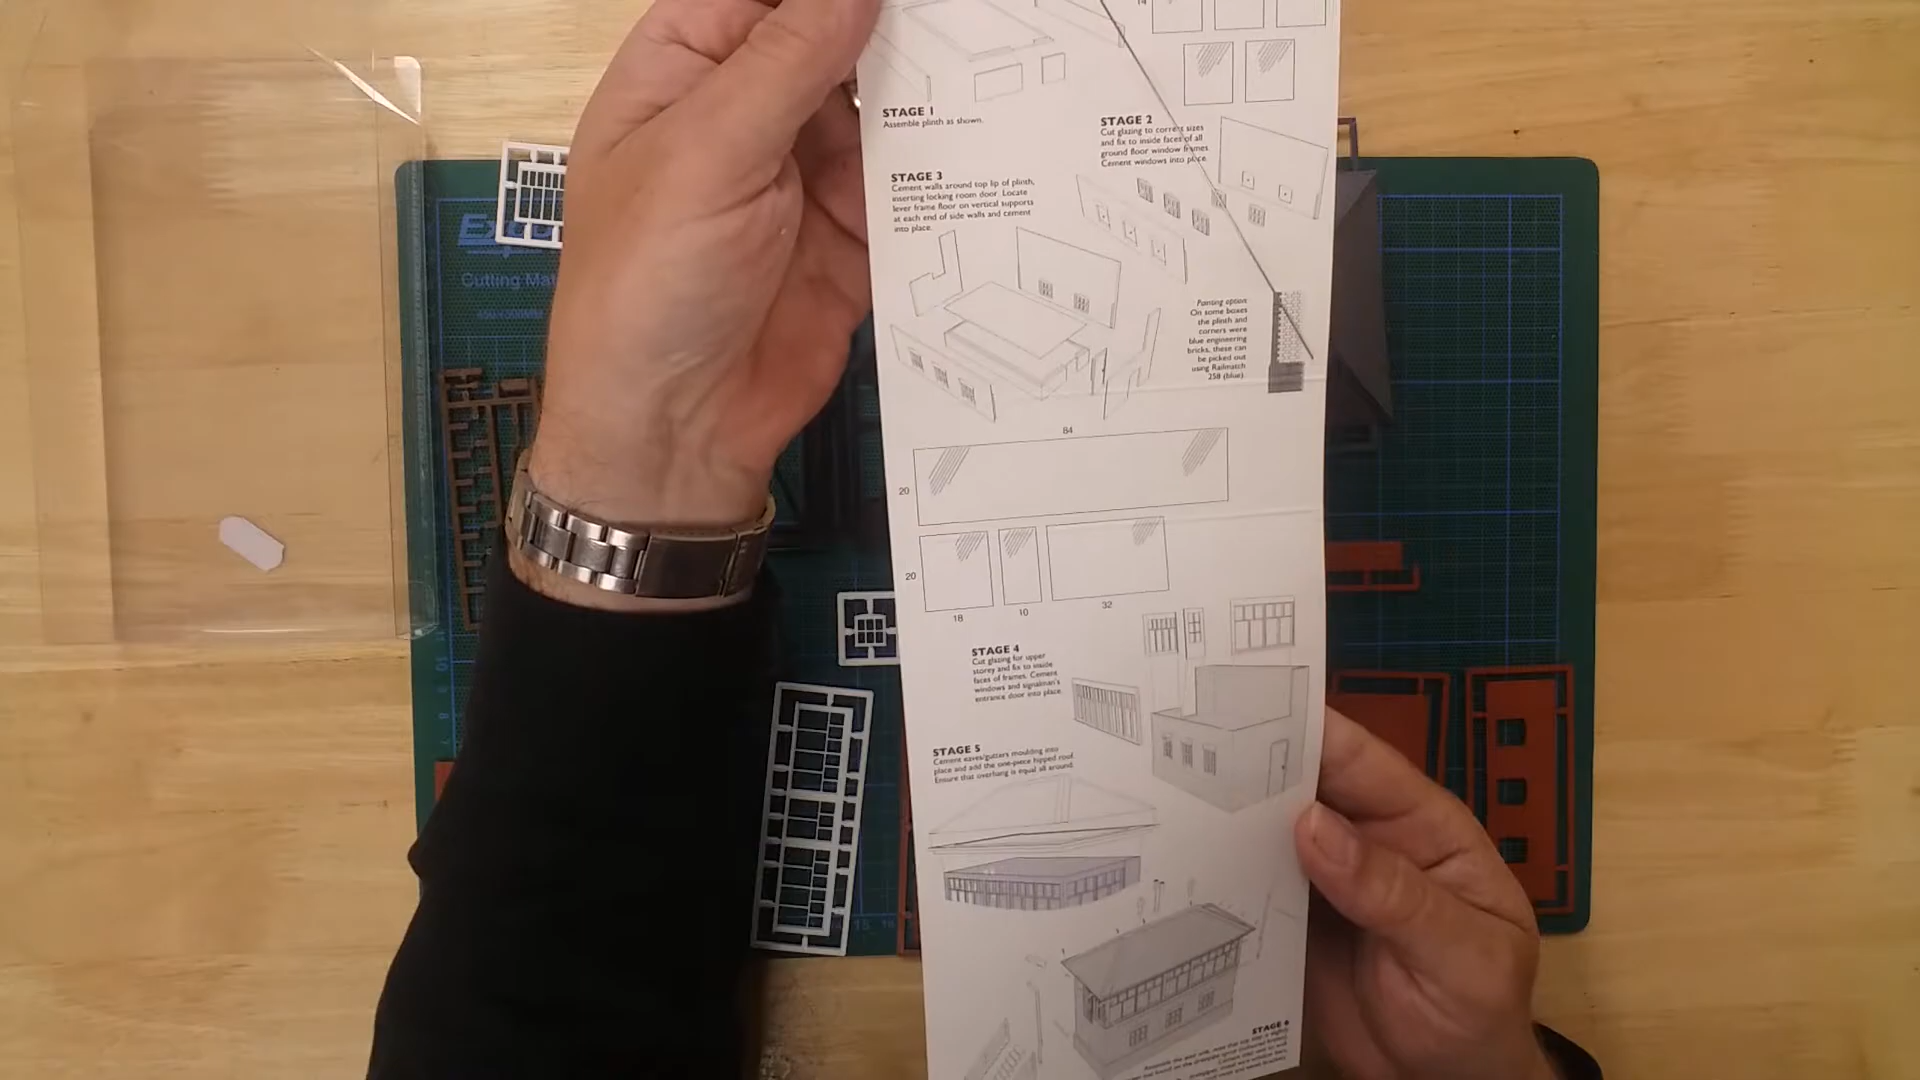 STAGE 1
Assemble plinth as shown.
STAGE 2
Cut glazing to correct sizes
and fix to inside faces of all
ground floor window frames
Cement windows into place.
STAGE 3
Cement walls around top lip of plinth,
inserting locking room door. Locate
lever frame floor on vertical supports
at each end of side walls and cement
into place.
Painting option
On some boxes
the plinth and
corners were
blue engineering
bricks, these can
be picked out
using Railmatch
258 (blue).
84
20
20
18
10
32
STAGE 4
Cut glazing for upper
storey and fix to inside
faces of frames. Cement
windows and signalman's
entrance door into place.
STAGE 5
Cement eaves/gutters moulding into
place and add the one-piece hipped roof.
Ensure that overhang is equal all around.
STAGE 6
Cutting Mat
15